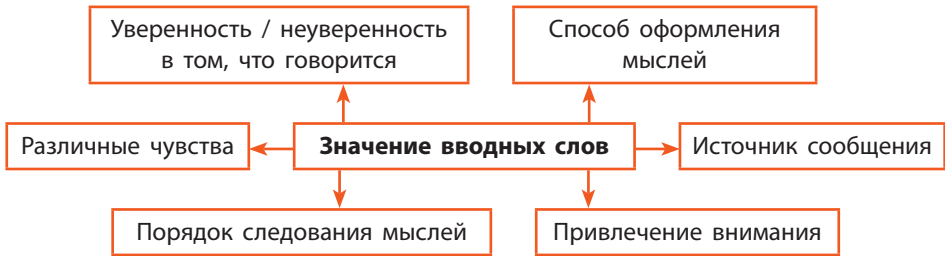 Уверенность / неуверенность
в том, что говорится
Способ оформления
мыслей
Различные чувства
Значение вводных слов
Источник сообщения
Порядок следования мыслей
Привлечение внимания